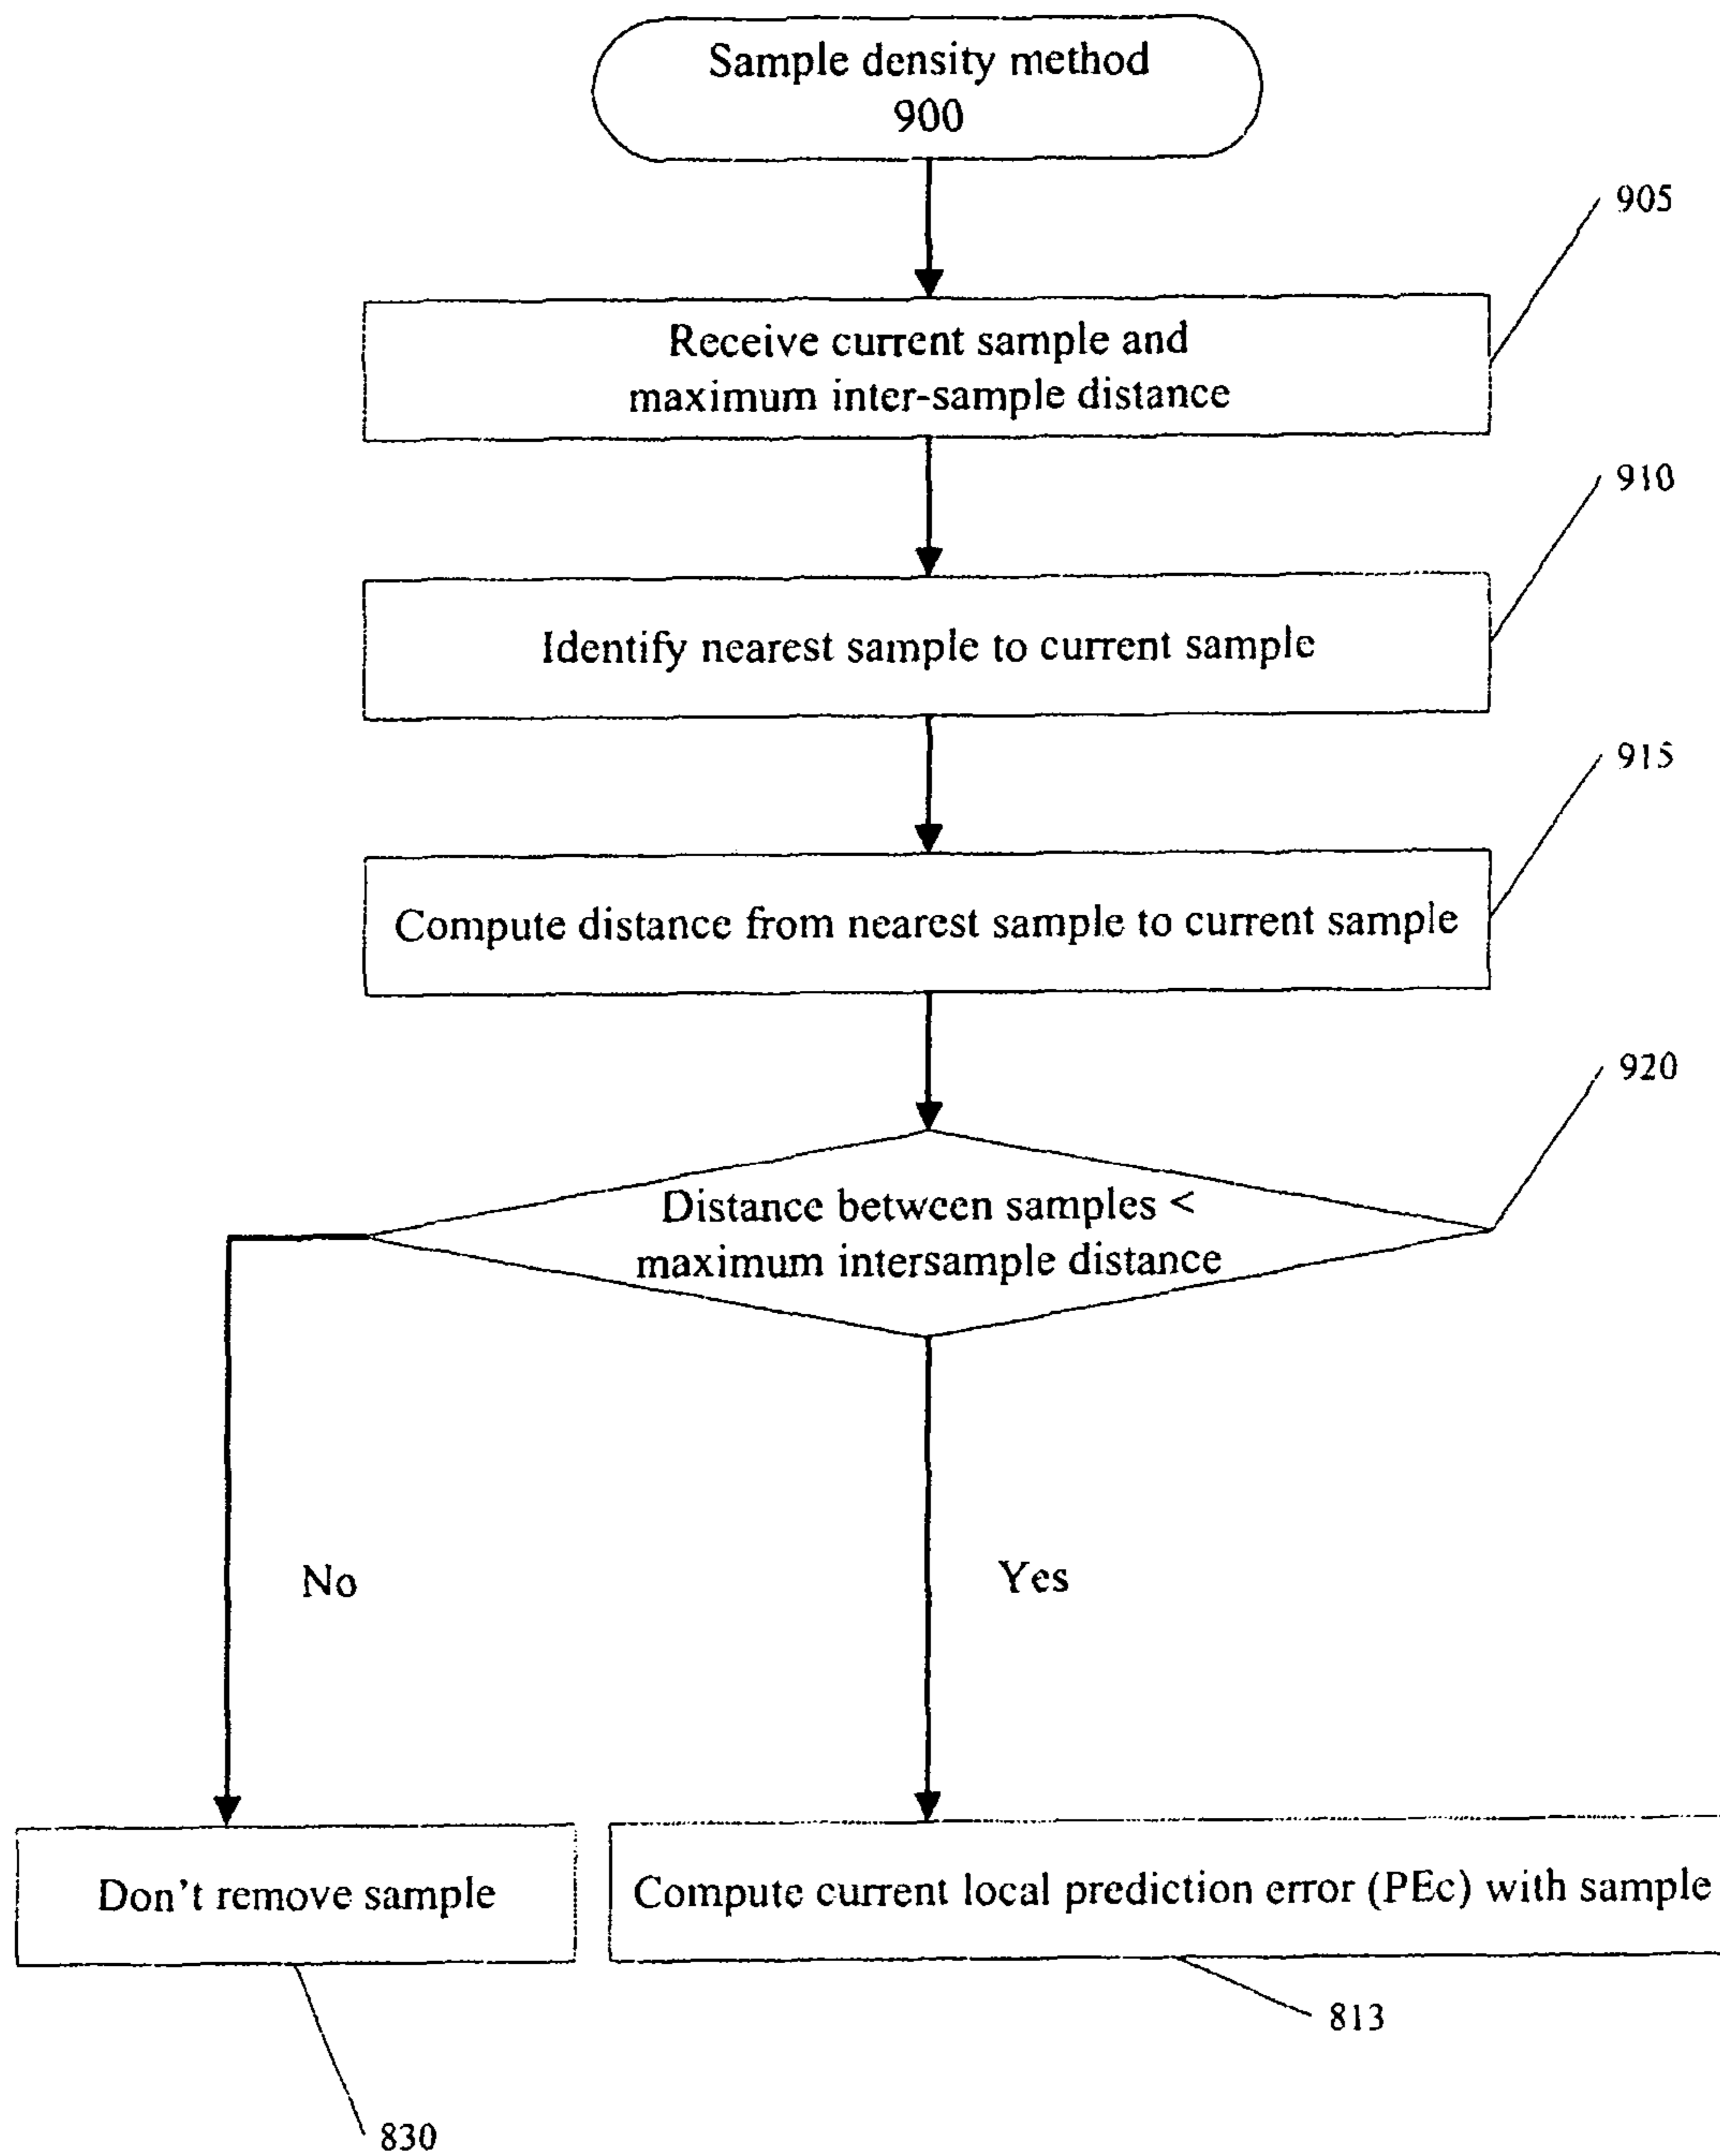 Sample density method
900
905
Receive current sample and
maximum inter-sample distance
910
Identify nearest sample to current sample
915
Compute distance from nearest sample to current sample
920
Distance between samples <
maximum intersample distance
No
Yes
Don't remove sample
Compute current local prediction error (PEc) with sample
813
830